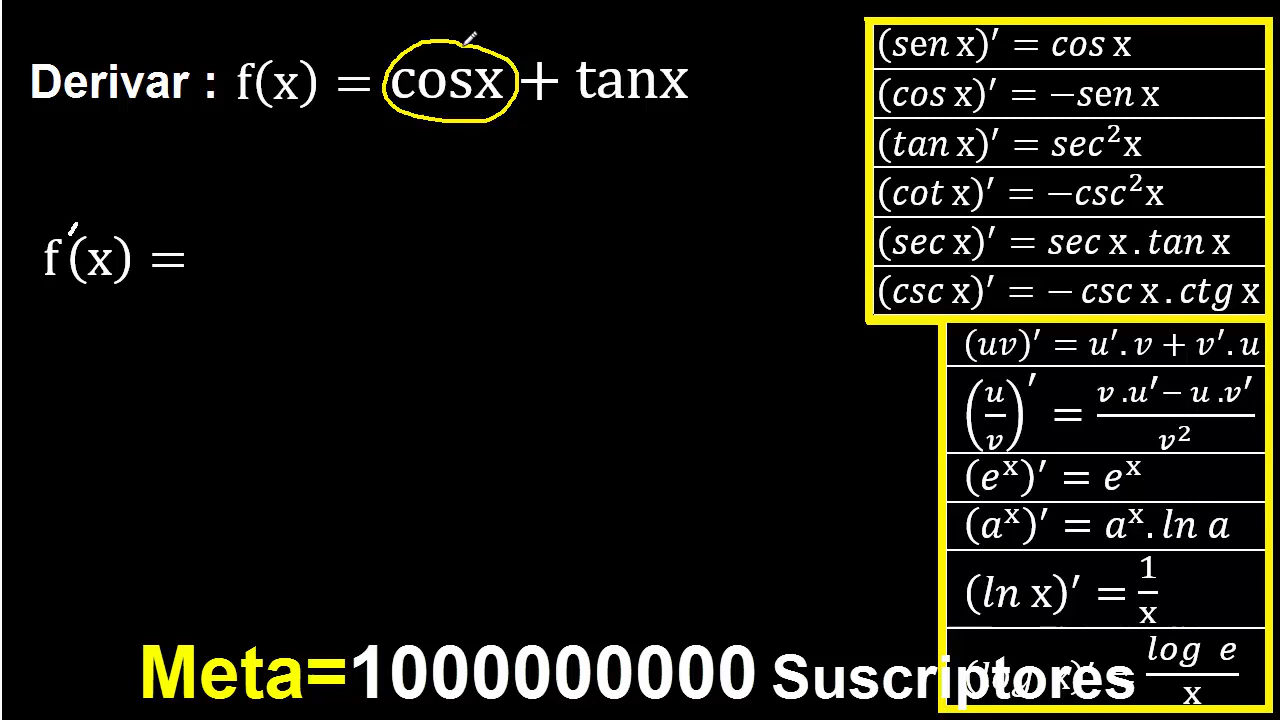 Derivar : f(x) = cosx + tanx
f'(x) =
(sen x)′ = cos x
(cos x)′ = −sen x
(tan x)′ = sec²x
(cot x)′ = −csc²x
(sec x)′ = sec x . tan x
(csc x)′ = − csc x . ctg x
(uv)′ = u′. v + v′. u
(u/v)′ = (v .u′− u .v′)/v²
(eˣ)′ = eˣ
(aˣ)′ = aˣ. ln a
(ln x)′ = 1/x
(log x)′ = log e/x
Meta=1000000000 Suscriptores